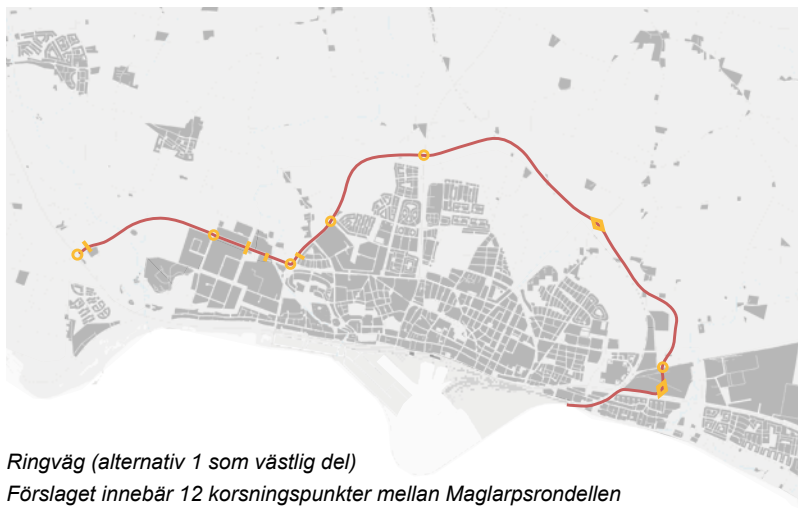 Ringväg (alternativ 1 som västlig del)
Förslaget innebär 12 korsningspunkter mellan Maglarpsrondellen